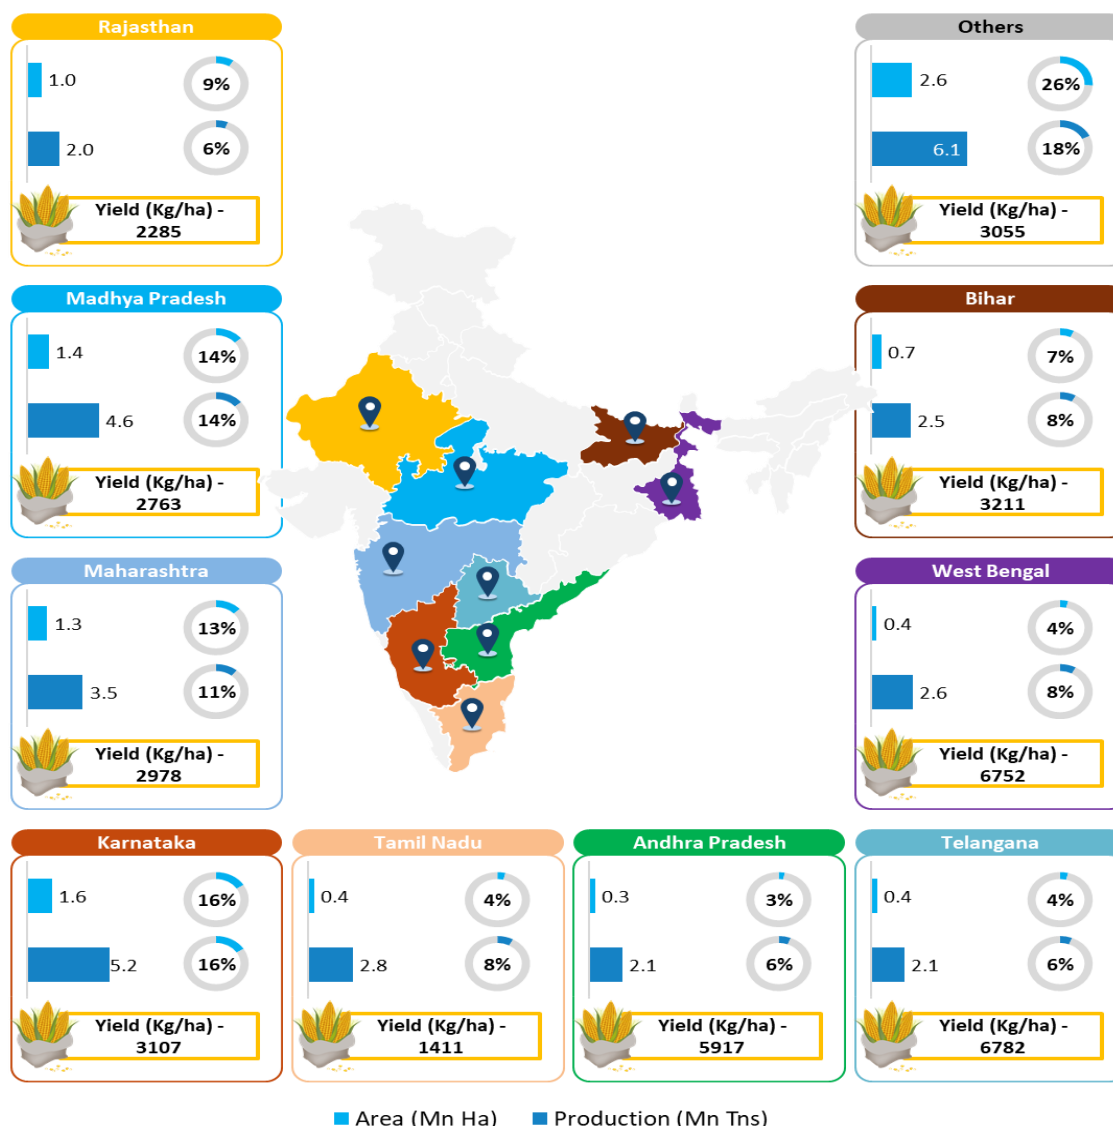 Rajasthan
1.0
9%
2.0
6%
Yield (Kg/ha) -
2285
Others
2.6
26%
6.1
18%
Yield (Kg/ha) -
3055
Madhya Pradesh
1.4
14%
4.6
14%
Yield (Kg/ha) -
2763
Bihar
0.7
7%
2.5
8%
Yield (Kg/ha) -
3211
Maharashtra
1.3
13%
3.5
11%
Yield (Kg/ha) -
2978
West Bengal
0.4
4%
2.6
8%
Yield (Kg/ha) -
6752
Karnataka
1.6
16%
5.2
16%
Yield (Kg/ha) -
3107
Tamil Nadu
0.4
4%
2.8
8%
Yield (Kg/ha) -
1411
Andhra Pradesh
0.3
3%
2.1
6%
Yield (Kg/ha) -
5917
Telangana
0.4
4%
2.1
6%
Yield (Kg/ha) -
6782
Area (Mn Ha)
Production (Mn Tns)